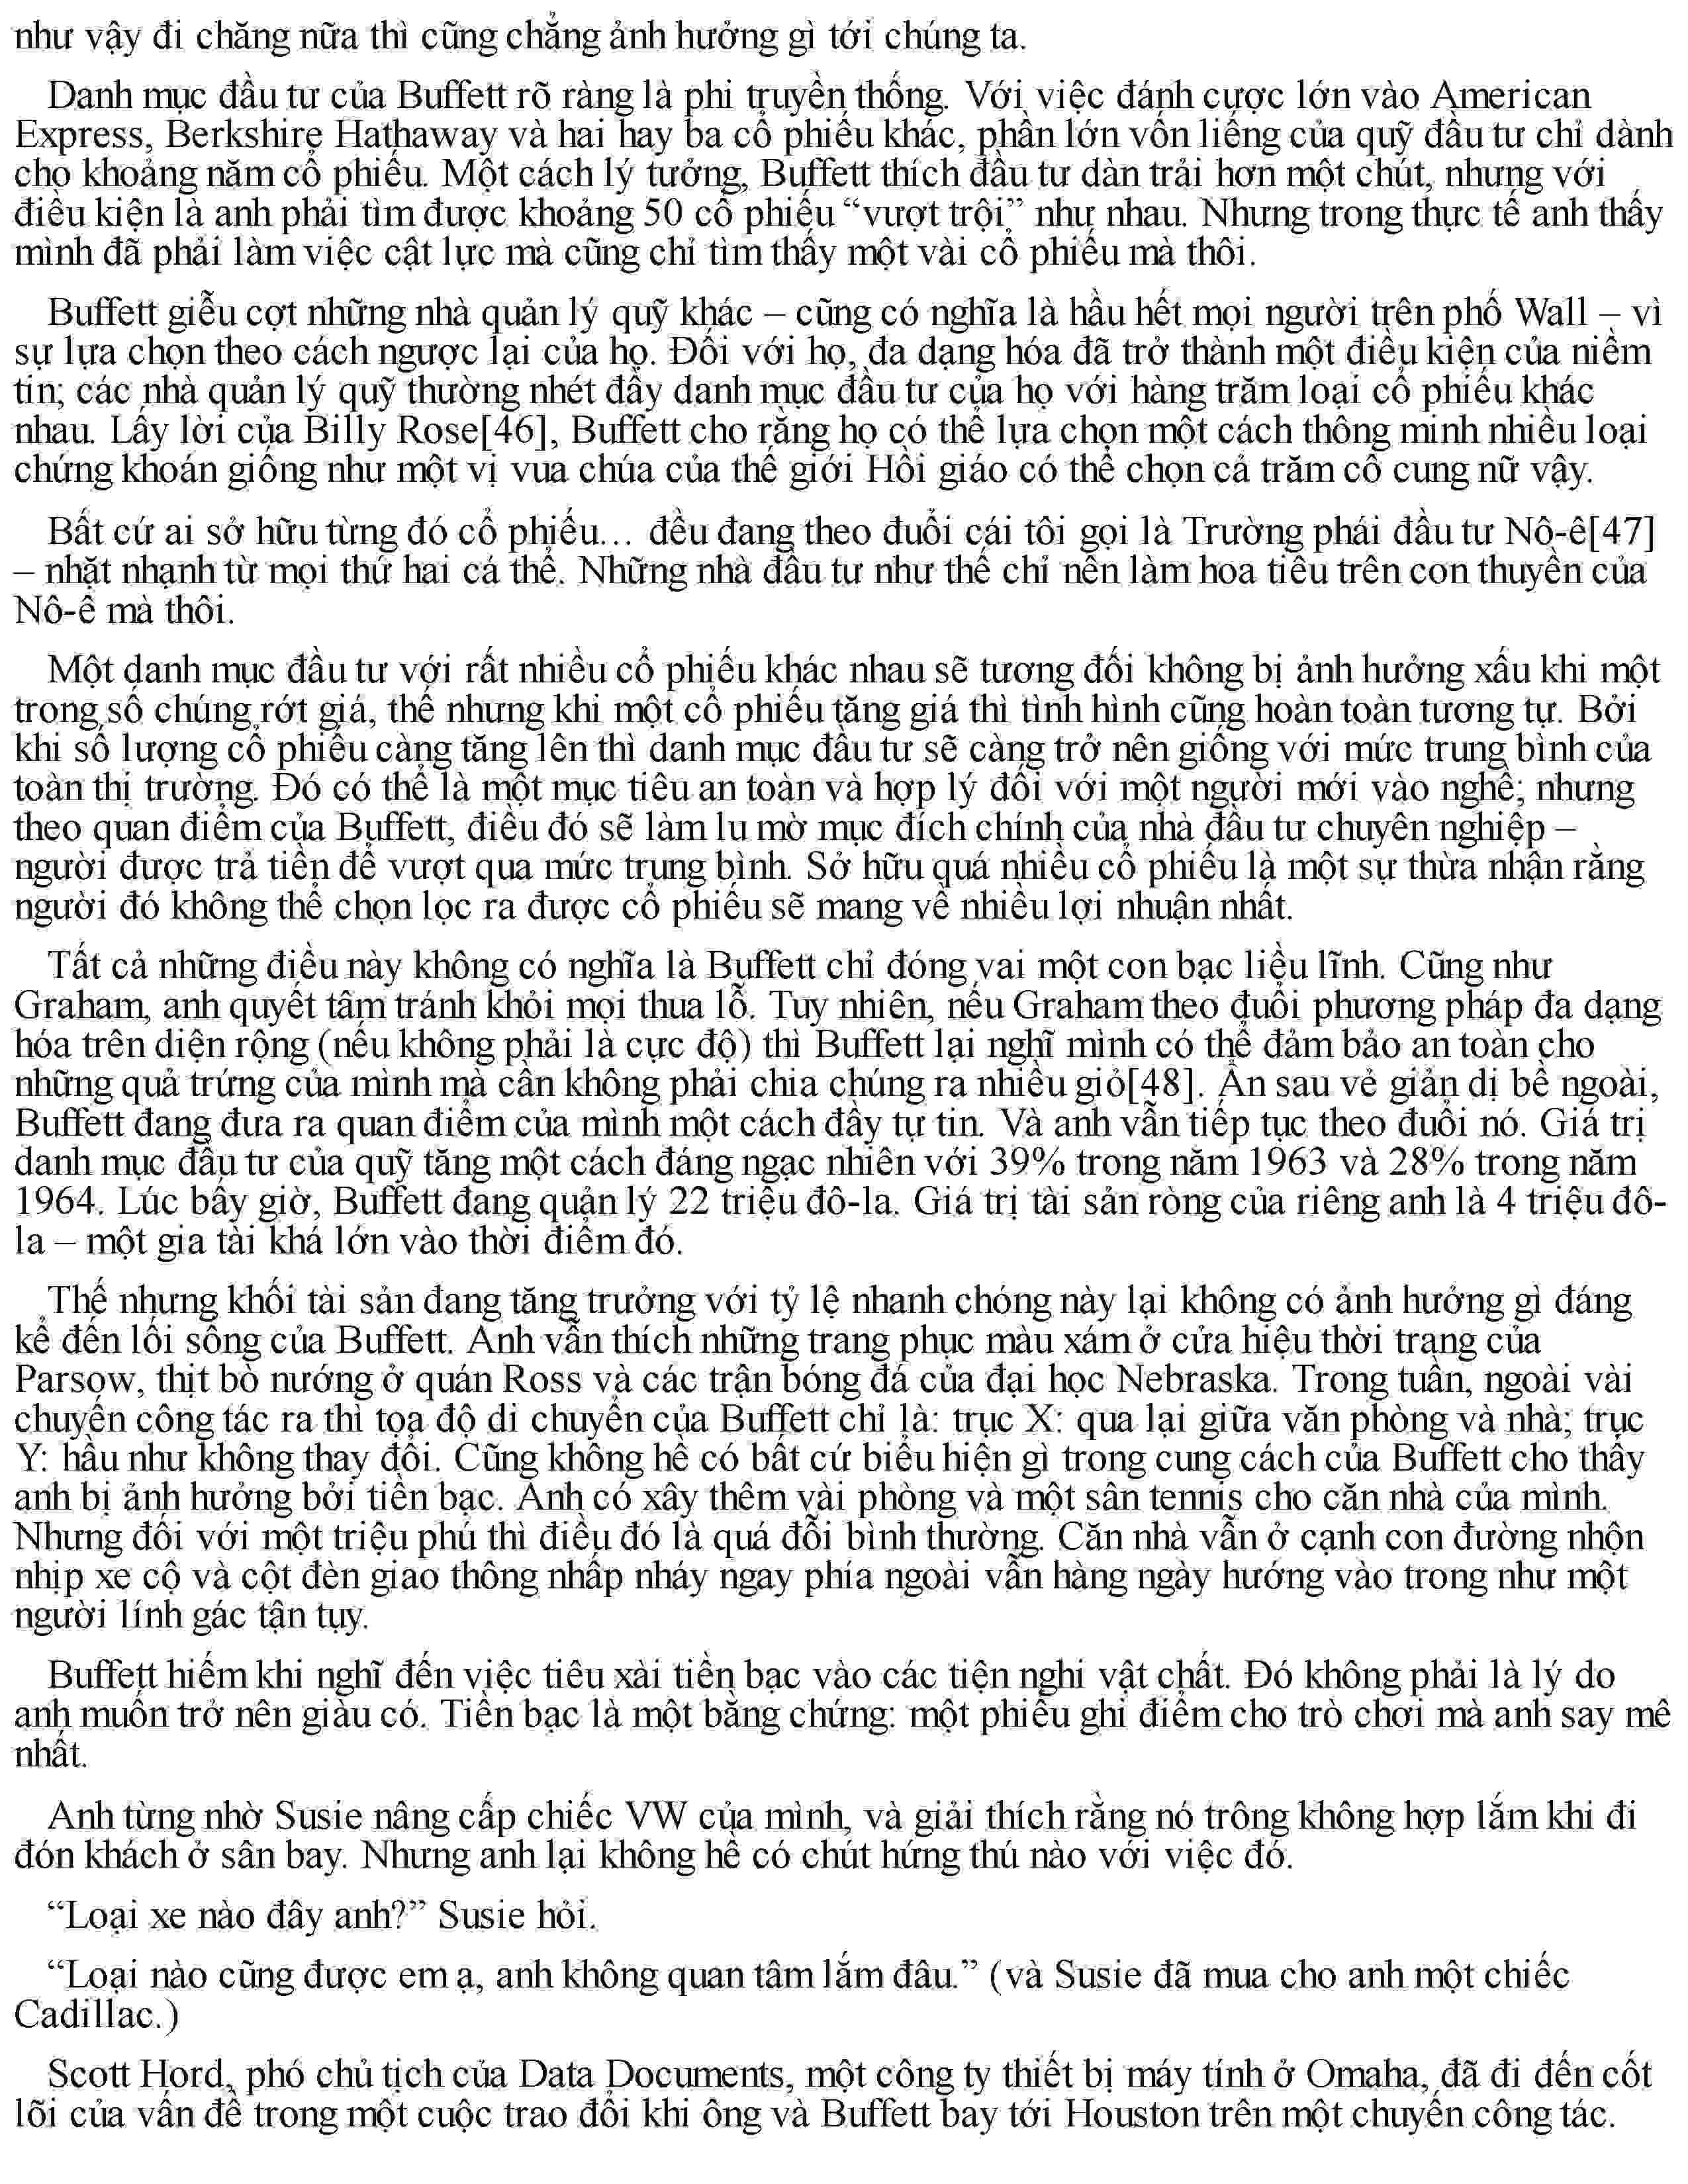 như vậy đi chăng nữa thì cũng chẳng ảnh hưởng gì tới chúng ta.
Danh mục đầu tư của Buffett rõ ràng là phi truyền thống. Với việc đánh cược lớn vào American
Express, Berkshire Hathaway và hai hay ba cổ phiếu khác, phần lớn vốn liếng của quỹ đầu tư chỉ dành
cho khoảng năm cổ phiếu. Một cách lý tưởng, Buffett thích đầu tư dàn trải hơn một chút, nhưng với
điều kiện là anh phải tìm được khoảng 50 cổ phiếu “vượt trội” như nhau. Nhưng trong thực tế anh thấy
mình đã phải làm việc cật lực mà cũng chỉ tìm thấy một vài cổ phiếu mà thôi.
Buffett giễu cợt những nhà quản lý quỹ khác – cũng có nghĩa là hầu hết mọi người trên phố Wall – vì
sự lựa chọn theo cách ngược lại của họ. Đối với họ, đa dạng hóa đã trở thành một điều kiện của niềm
tin; các nhà quản lý quỹ thường nhét đầy danh mục đầu tư của họ với hàng trăm loại cổ phiếu khác
nhau. Lấy lời của Billy Rose[46], Buffett cho rằng họ có thể lựa chọn một cách thông minh nhiều loại
chứng khoán giống như một vị vua chúa của thế giới Hồi giáo có thể chọn cả trăm cô cung nữ vậy.
Bất cứ ai sở hữu từng đó cổ phiếu… đều đang theo đuổi cái tôi gọi là Trường phái đầu tư Nô-ê[47]
– nhặt nhạnh từ mọi thứ hai cá thể. Những nhà đầu tư như thế chỉ nên làm hoa tiêu trên con thuyền của
Nô-ê mà thôi.
Một danh mục đầu tư với rất nhiều cổ phiếu khác nhau sẽ tương đối không bị ảnh hưởng xấu khi một
trong số chúng rớt giá, thế nhưng khi một cổ phiếu tăng giá thì tình hình cũng hoàn toàn tương tự. Bởi
khi số lượng cổ phiếu càng tăng lên thì danh mục đầu tư sẽ càng trở nên giống với mức trung bình của
toàn thị trường. Đó có thể là một mục tiêu an toàn và hợp lý đối với một người mới vào nghề; nhưng
theo quan điểm của Buffett, điều đó sẽ làm lu mờ mục đích chính của nhà đầu tư chuyên nghiệp –
người được trả tiền để vượt qua mức trung bình. Sở hữu quá nhiều cổ phiếu là một sự thừa nhận rằng
người đó không thể chọn lọc ra được cổ phiếu sẽ mang về nhiều lợi nhuận nhất.
Tất cả những điều này không có nghĩa là Buffett chỉ đóng vai một con bạc liều lĩnh. Cũng như
Graham, anh quyết tâm tránh khỏi mọi thua lỗ. Tuy nhiên, nếu Graham theo đuổi phương pháp đa dạng
hóa trên diện rộng (nếu không phải là cực độ) thì Buffett lại nghĩ mình có thể đảm bảo an toàn cho
những quả trứng của mình mà cần không phải chia chúng ra nhiều giỏ[48]. Ẩn sau vẻ giản dị bề ngoài,
Buffett đang đưa ra quan điểm của mình một cách đầy tự tin. Và anh vẫn tiếp tục theo đuổi nó. Giá trị
danh mục đầu tư của quỹ tăng một cách đáng ngạc nhiên với 39% trong năm 1963 và 28% trong năm
1964. Lúc bấy giờ, Buffett đang quản lý 22 triệu đô-la. Giá trị tài sản ròng của riêng anh là 4 triệu đô-
la – một gia tài khá lớn vào thời điểm đó.
Thế nhưng khối tài sản đang tăng trưởng với tỷ lệ nhanh chóng này lại không có ảnh hưởng gì đáng
kể đến lối sống của Buffett. Anh vẫn thích những trang phục màu xám ở cửa hiệu thời trang của
Parsow, thịt bò nướng ở quán Ross và các trận bóng đá của đại học Nebraska. Trong tuần, ngoài vài
chuyến công tác ra thì tọa độ di chuyển của Buffett chỉ là: trục X: qua lại giữa văn phòng và nhà; trục
Y: hầu như không thay đổi. Cũng không hề có bất cứ biểu hiện gì trong cung cách của Buffett cho thấy
anh bị ảnh hưởng bởi tiền bạc. Anh có xây thêm vài phòng và một sân tennis cho căn nhà của mình.
Nhưng đối với một triệu phú thì điều đó là quá đỗi bình thường. Căn nhà vẫn ở cạnh con đường nhộn
nhịp xe cộ và cột đèn giao thông nhấp nháy ngay phía ngoài vẫn hàng ngày hướng vào trong như một
người lính gác tận tụy.
Buffett hiếm khi nghĩ đến việc tiêu xài tiền bạc vào các tiện nghi vật chất. Đó không phải là lý do
anh muốn trở nên giàu có. Tiền bạc là một bằng chứng: một phiếu ghi điểm cho trò chơi mà anh say mê
nhất.
Anh từng nhờ Susie nâng cấp chiếc VW của mình, và giải thích rằng nó trông không hợp lắm khi đi
đón khách ở sân bay. Nhưng anh lại không hề có chút hứng thú nào với việc đó.
“Loại xe nào đây anh?” Susie hỏi.
“Loại nào cũng được em ạ, anh không quan tâm lắm đâu.” (và Susie đã mua cho anh một chiếc
Cadillac.)
Scott Hord, phó chủ tịch của Data Documents, một công ty thiết bị máy tính ở Omaha, đã đi đến cốt
lõi của vấn đề trong một cuộc trao đổi khi ông và Buffett bay tới Houston trên một chuyến công tác.